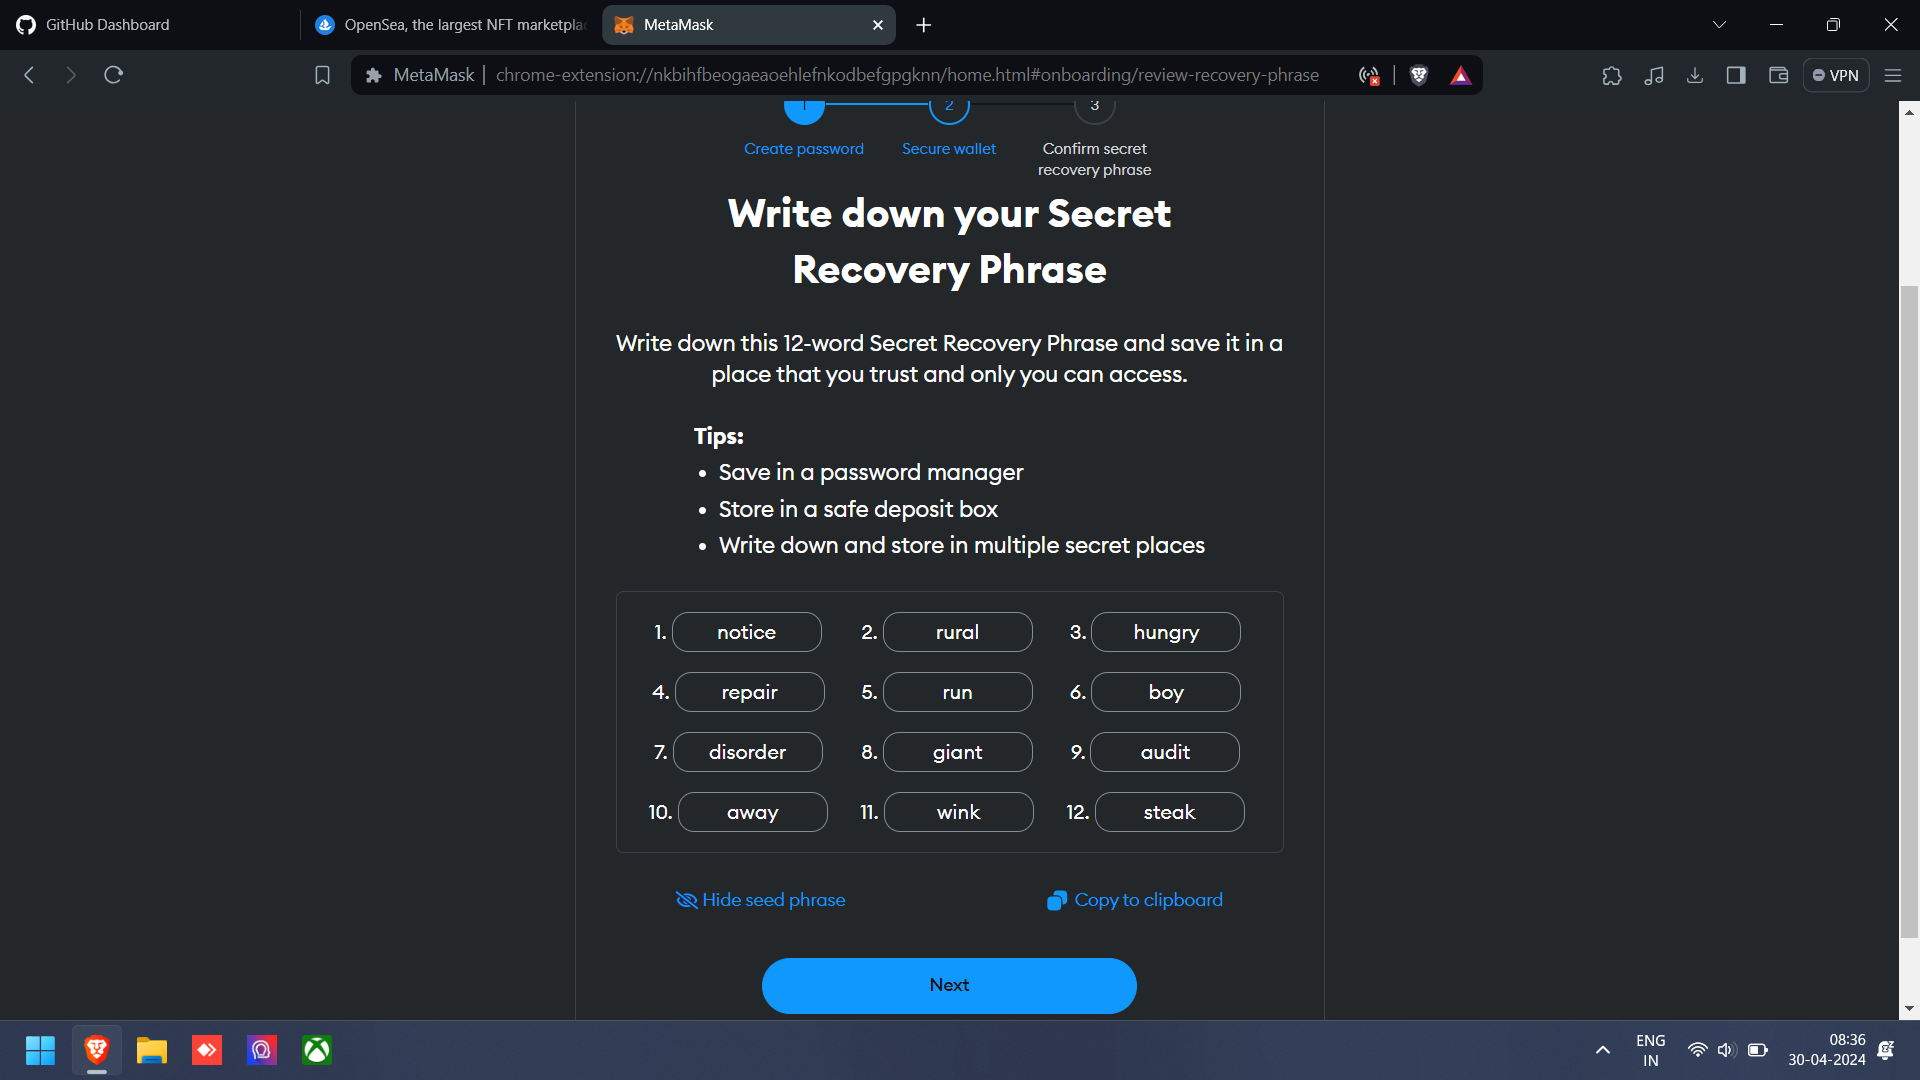 GitHub Dashboard
OpenSea, the largest NFT marketpla
MetaMask
MetaMask | chrome-extension://nkbihfbeogaeaoehlefnkodbefgpgknn/home.html#onboarding/review-recovery-phrase
VPN
1 2 3
Create password Secure wallet Confirm secret
recovery phrase
Write down your Secret
Recovery Phrase
Write down this 12-word Secret Recovery Phrase and save it in a
place that you trust and only you can access.
Tips:
• Save in a password manager
• Store in a safe deposit box
• Write down and store in multiple secret places
1. notice 2. rural 3. hungry
4. repair 5. run 6. boy
7. disorder 8. giant 9. audit
10. away 11. wink 12. steak
Hide seed phrase Copy to clipboard
Next
ENG
IN
08:36
30-04-2024